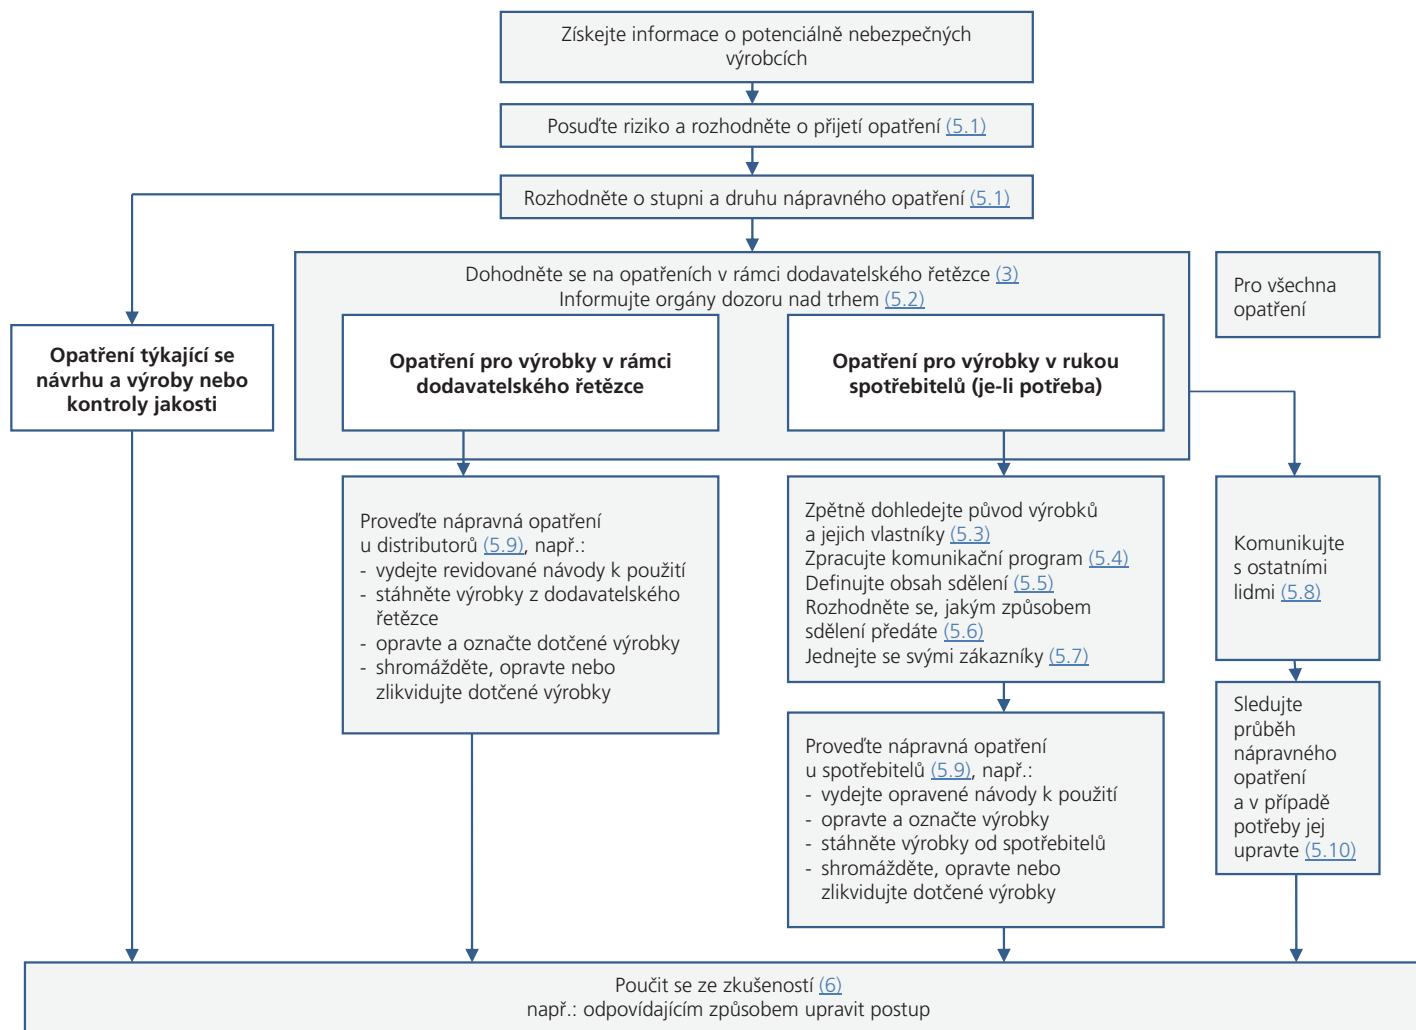 Získejte informace o potenciálně nebezpečných
výrobcích
Posuďte riziko a rozhodněte o přijetí opatření (5.1)
Rozhodněte o stupni a druhu nápravného opatření (5.1)
Dohodněte se na opatřeních v rámci dodavatelského řetězce (3)
Informujte orgány dozoru nad trhem (5.2)
Pro všechna
opatření
Opatření týkající se
návrhu a výroby nebo
kontroly jakosti
Opatření pro výrobky v rámci
dodavatelského řetězce
Opatření pro výrobky v rukou
spotřebitelů (je-li potřeba)
Proveďte nápravná opatření
u distributorů (5.9), např.:
- vydejte revidované návody k použití
- stáhněte výrobky z dodavatelského
řetězce
- opravte a označte dotčené výrobky
- shromážděte, opravte nebo
zlikvidujte dotčené výrobky
Zpětně dohledejte původ výrobků
a jejich vlastníky (5.3)
Zpracujte komunikační program (5.4)
Definujte obsah sdělení (5.5)
Rozhodněte se, jakým způsobem
sdělení předáte (5.6)
Jednejte se svými zákazníky (5.7)
Komunikujte
s ostatními
lidmi (5.8)
Proveďte nápravná opatření
u spotřebitelů (5.9), např.:
- vydejte opravené návody k použití
- opravte a označte výrobky
- stáhněte výrobky od spotřebitelů
- shromážděte, opravte nebo
zlikvidujte dotčené výrobky
Sledujte
průběh
nápravného
opatření
a v případě
potřeby jej
upravte (5.10)
Poučit se ze zkušeností (6)
např.: odpovídajícím způsobem upravit postup